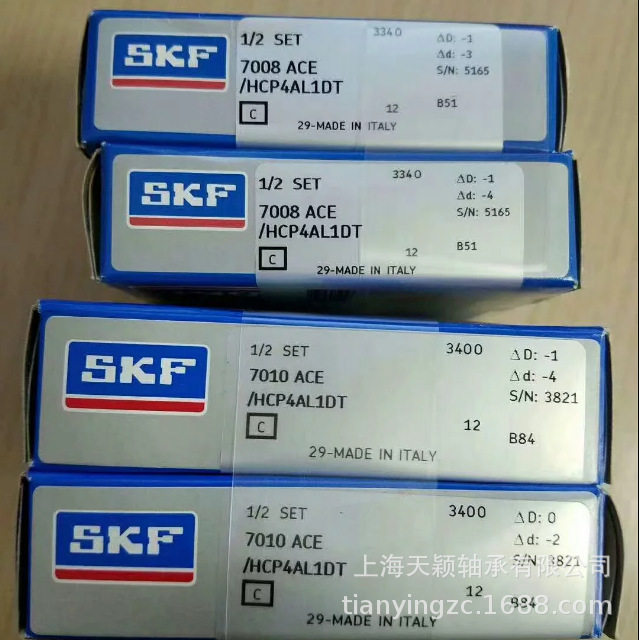 SKF
1/2 SET
3340
ΔD: -1
7008 ACE
Δd: -3
/HCP4AL1DT
S/N: 5165
C
12
B51
29-MADE IN ITALY
SKF
1/2 SET
3340
ΔD: -1
7008 ACE
Δd: -4
/HCP4AL1DT
S/N: 5165
C
12
B51
29-MADE IN ITALY
SKF
1/2 SET
3400
ΔD: -1
7010 ACE
Δd: -4
/HCP4AL1DT
S/N: 3821
C
12
B84
29-MADE IN ITALY
SKF
1/2 SET
3400
ΔD: 0
7010 ACE
Δd: -2
/HCP4AL1DT
S/N: 3821
上海天颖轴承有限公司
C
12
B84
tianyingzc.1688.com
29-MADE IN ITALY